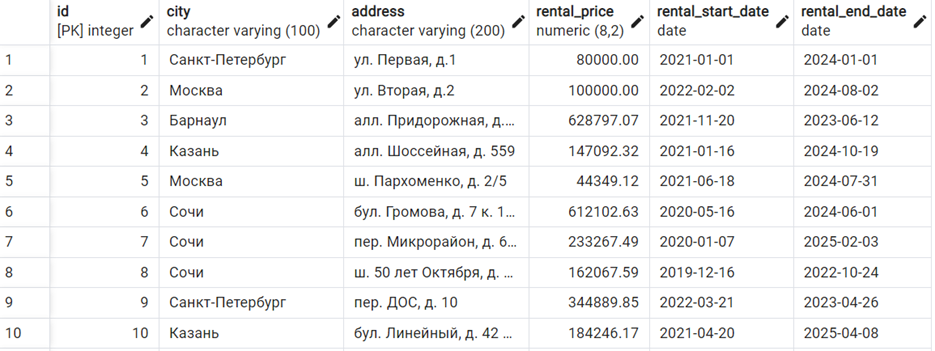 id city address rental_price rental_start_date rental_end_date
[PK] integer character varying (100) character varying (200) numeric (8,2) date date
1 1 Санкт-Петербург ул. Первая, д.1 80000.00 2021-01-01 2024-01-01
2 2 Москва ул. Вторая, д.2 100000.00 2022-02-02 2024-08-02
3 3 Барнаул алл. Придорожная, д.… 628797.07 2021-11-20 2023-06-12
4 4 Казань алл. Шоссейная, д. 559 147092.32 2021-01-16 2024-10-19
5 5 Москва ш. Пархоменко, д. 2/5 44349.12 2021-06-18 2024-07-31
6 6 Сочи бул. Громова, д. 7 к. 1… 612102.63 2020-05-16 2024-06-01
7 7 Сочи пер. Микрорайон, д. 6… 233267.49 2020-01-07 2025-02-03
8 8 Сочи ш. 50 лет Октября, д. … 162067.59 2019-12-16 2022-10-24
9 9 Санкт-Петербург пер. ДОС, д. 10 344889.85 2022-03-21 2023-04-26
10 10 Казань бул. Линейный, д. 42 … 184246.17 2021-04-20 2025-04-08